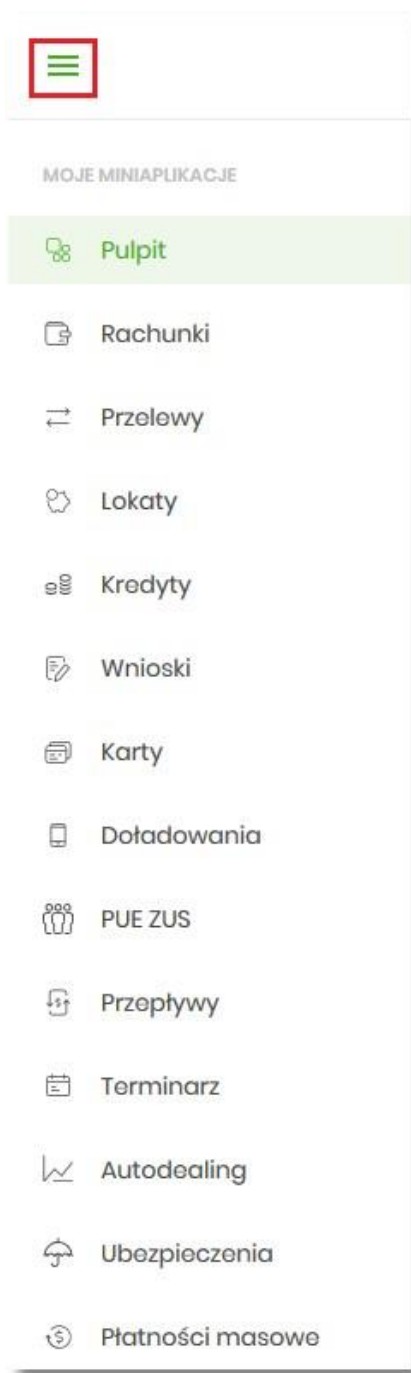 MOJE MINIAPLIKACJE
Pulpit
Rachunki
Przelewy
Lokaty
Kredyty
Wnioski
Karty
Doładowania
PUE ZUS
Przepływy
Terminarz
Autodealing
Ubezpieczenia
Płatności masowe